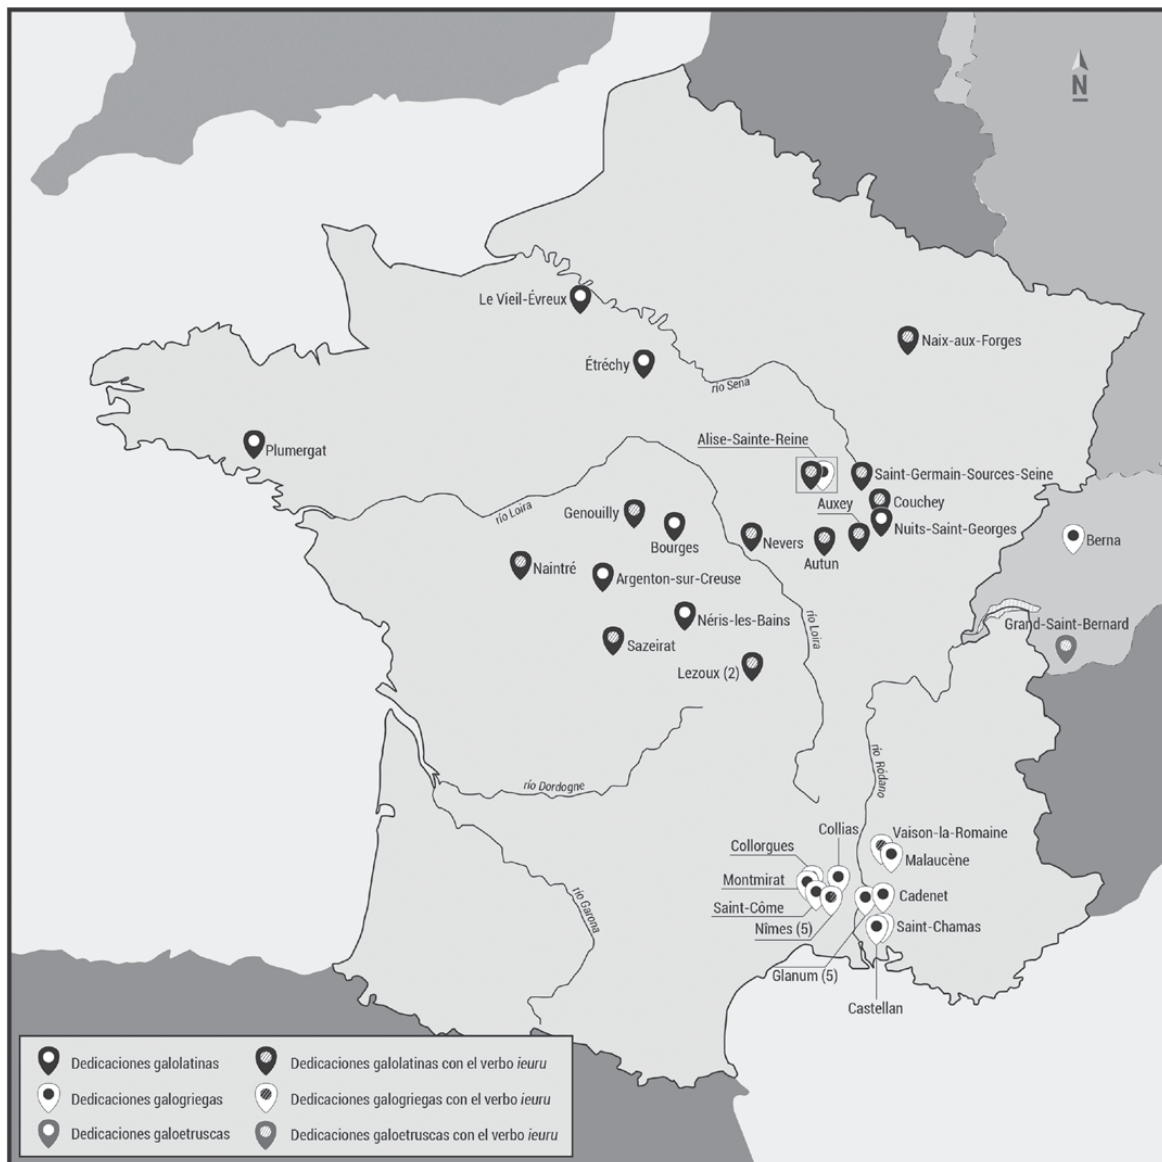 N
Le Vieil-Évreux
Naix-aux-Forges
Étréchy
río Sena
Alise-Sainte-Reine
Plumergat
Saint-Germain-Sources-Seine
Auxey
Couchey
río Loira
Genouilly
Nuits-Saint-Georges
Bourges
Nevers
Berna
Autun
Naintré
Argenton-sur-Creuse
Néris-les-Bains
río Loira
Grand-Saint-Bernard
Sazeirat
Lezoux (2)
río Ródano
río Dordogne
Collias
Vaison-la-Romaine
Collorgues
Malaucène
Montmirat
Cadenet
Saint-Côme
río Garona
Nîmes (5)
Saint-Chamas
Glanum (5)
Castellan
Dedicaciones galolatinas
Dedicaciones galolatinas con el verbo ieuru
Dedicaciones galogriegas
Dedicaciones galogriegas con el verbo ieuru
Dedicaciones galoetruscas
Dedicaciones galoetruscas con el verbo ieuru